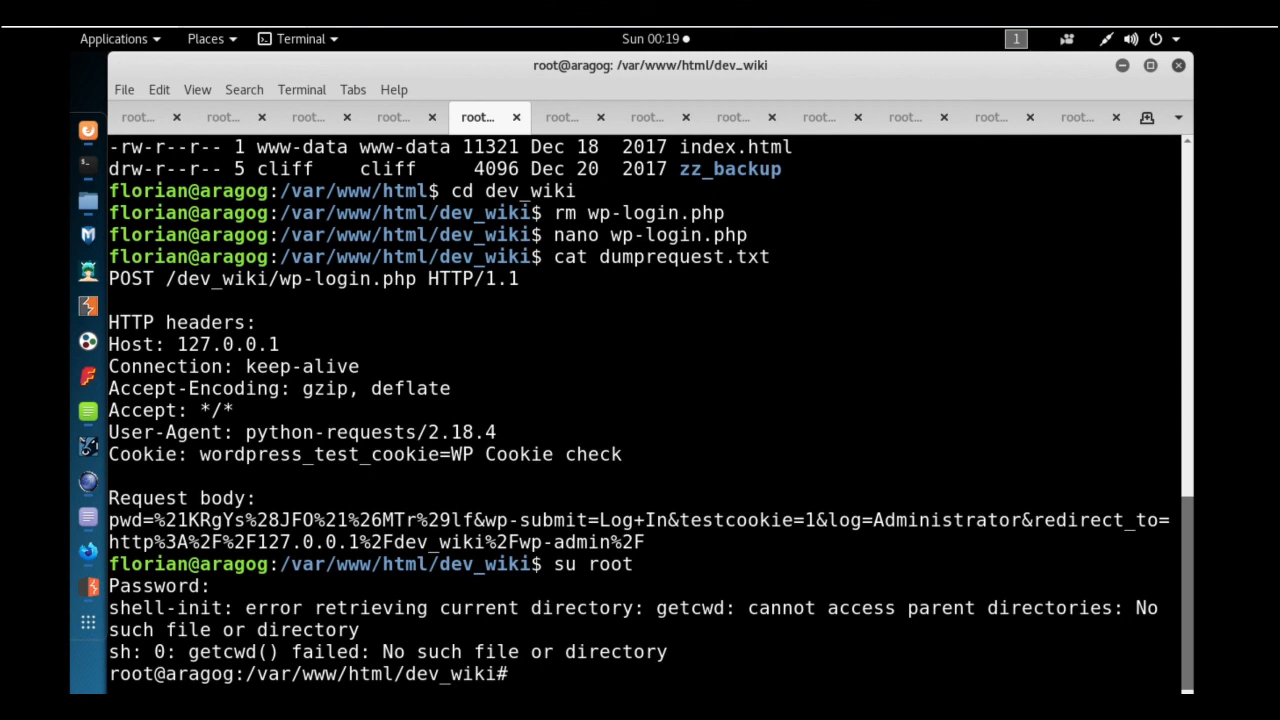 Applications Places Terminal Sun 00:19 1
root@aragog: /var/www/html/dev_wiki
File Edit View Search Terminal Tabs Help
root... root... root... root... root... root... root... root... root... root... root... root...
-rw-r--r-- 1 www-data www-data 11321 Dec 18  2017 index.html
drw-r--r-- 5 cliff    cliff     4096 Dec 20  2017 zz_backup
florian@aragog:/var/www/html$ cd dev_wiki
florian@aragog:/var/www/html/dev_wiki$ rm wp-login.php
florian@aragog:/var/www/html/dev_wiki$ nano wp-login.php
florian@aragog:/var/www/html/dev_wiki$ cat dumprequest.txt
POST /dev_wiki/wp-login.php HTTP/1.1
HTTP headers:
Host: 127.0.0.1
Connection: keep-alive
Accept-Encoding: gzip, deflate
Accept: */*
User-Agent: python-requests/2.18.4
Cookie: wordpress_test_cookie=WP Cookie check
Request body:
pwd=%21KRgYs%28JFO%21%26MTr%29lf&wp-submit=Log+In&testcookie=1&log=Administrator&redirect_to=
http%3A%2F%2F127.0.0.1%2Fdev_wiki%2Fwp-admin%2F
florian@aragog:/var/www/html/dev_wiki$ su root
Password:
shell-init: error retrieving current directory: getcwd: cannot access parent directories: No
such file or directory
sh: 0: getcwd() failed: No such file or directory
root@aragog:/var/www/html/dev_wiki#